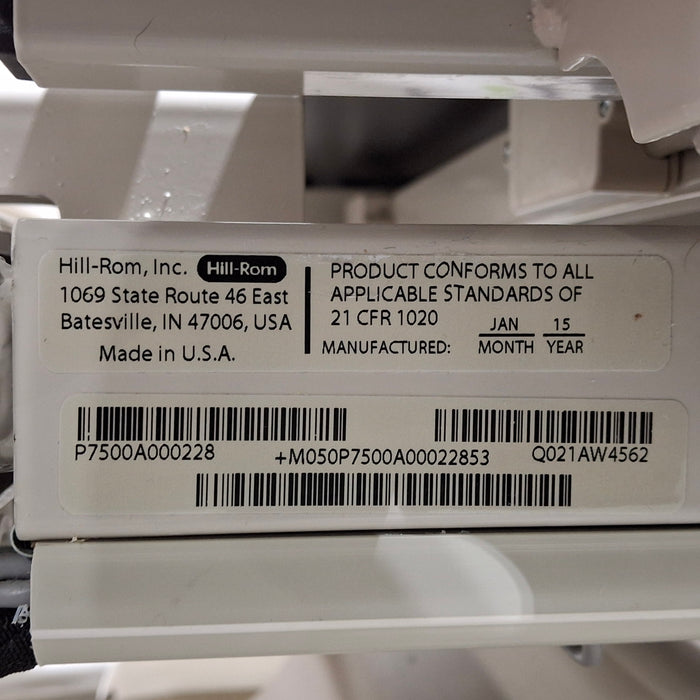 Hill-Rom, Inc. Hill-Rom
1069 State Route 46 East
Batesville, IN 47006, USA
Made in U.S.A.
PRODUCT CONFORMS TO ALL
APPLICABLE STANDARDS OF
21 CFR 1020
JAN 15
MANUFACTURED: MONTH YEAR
P7500A000228
+M050P7500A00022853
Q021AW4562